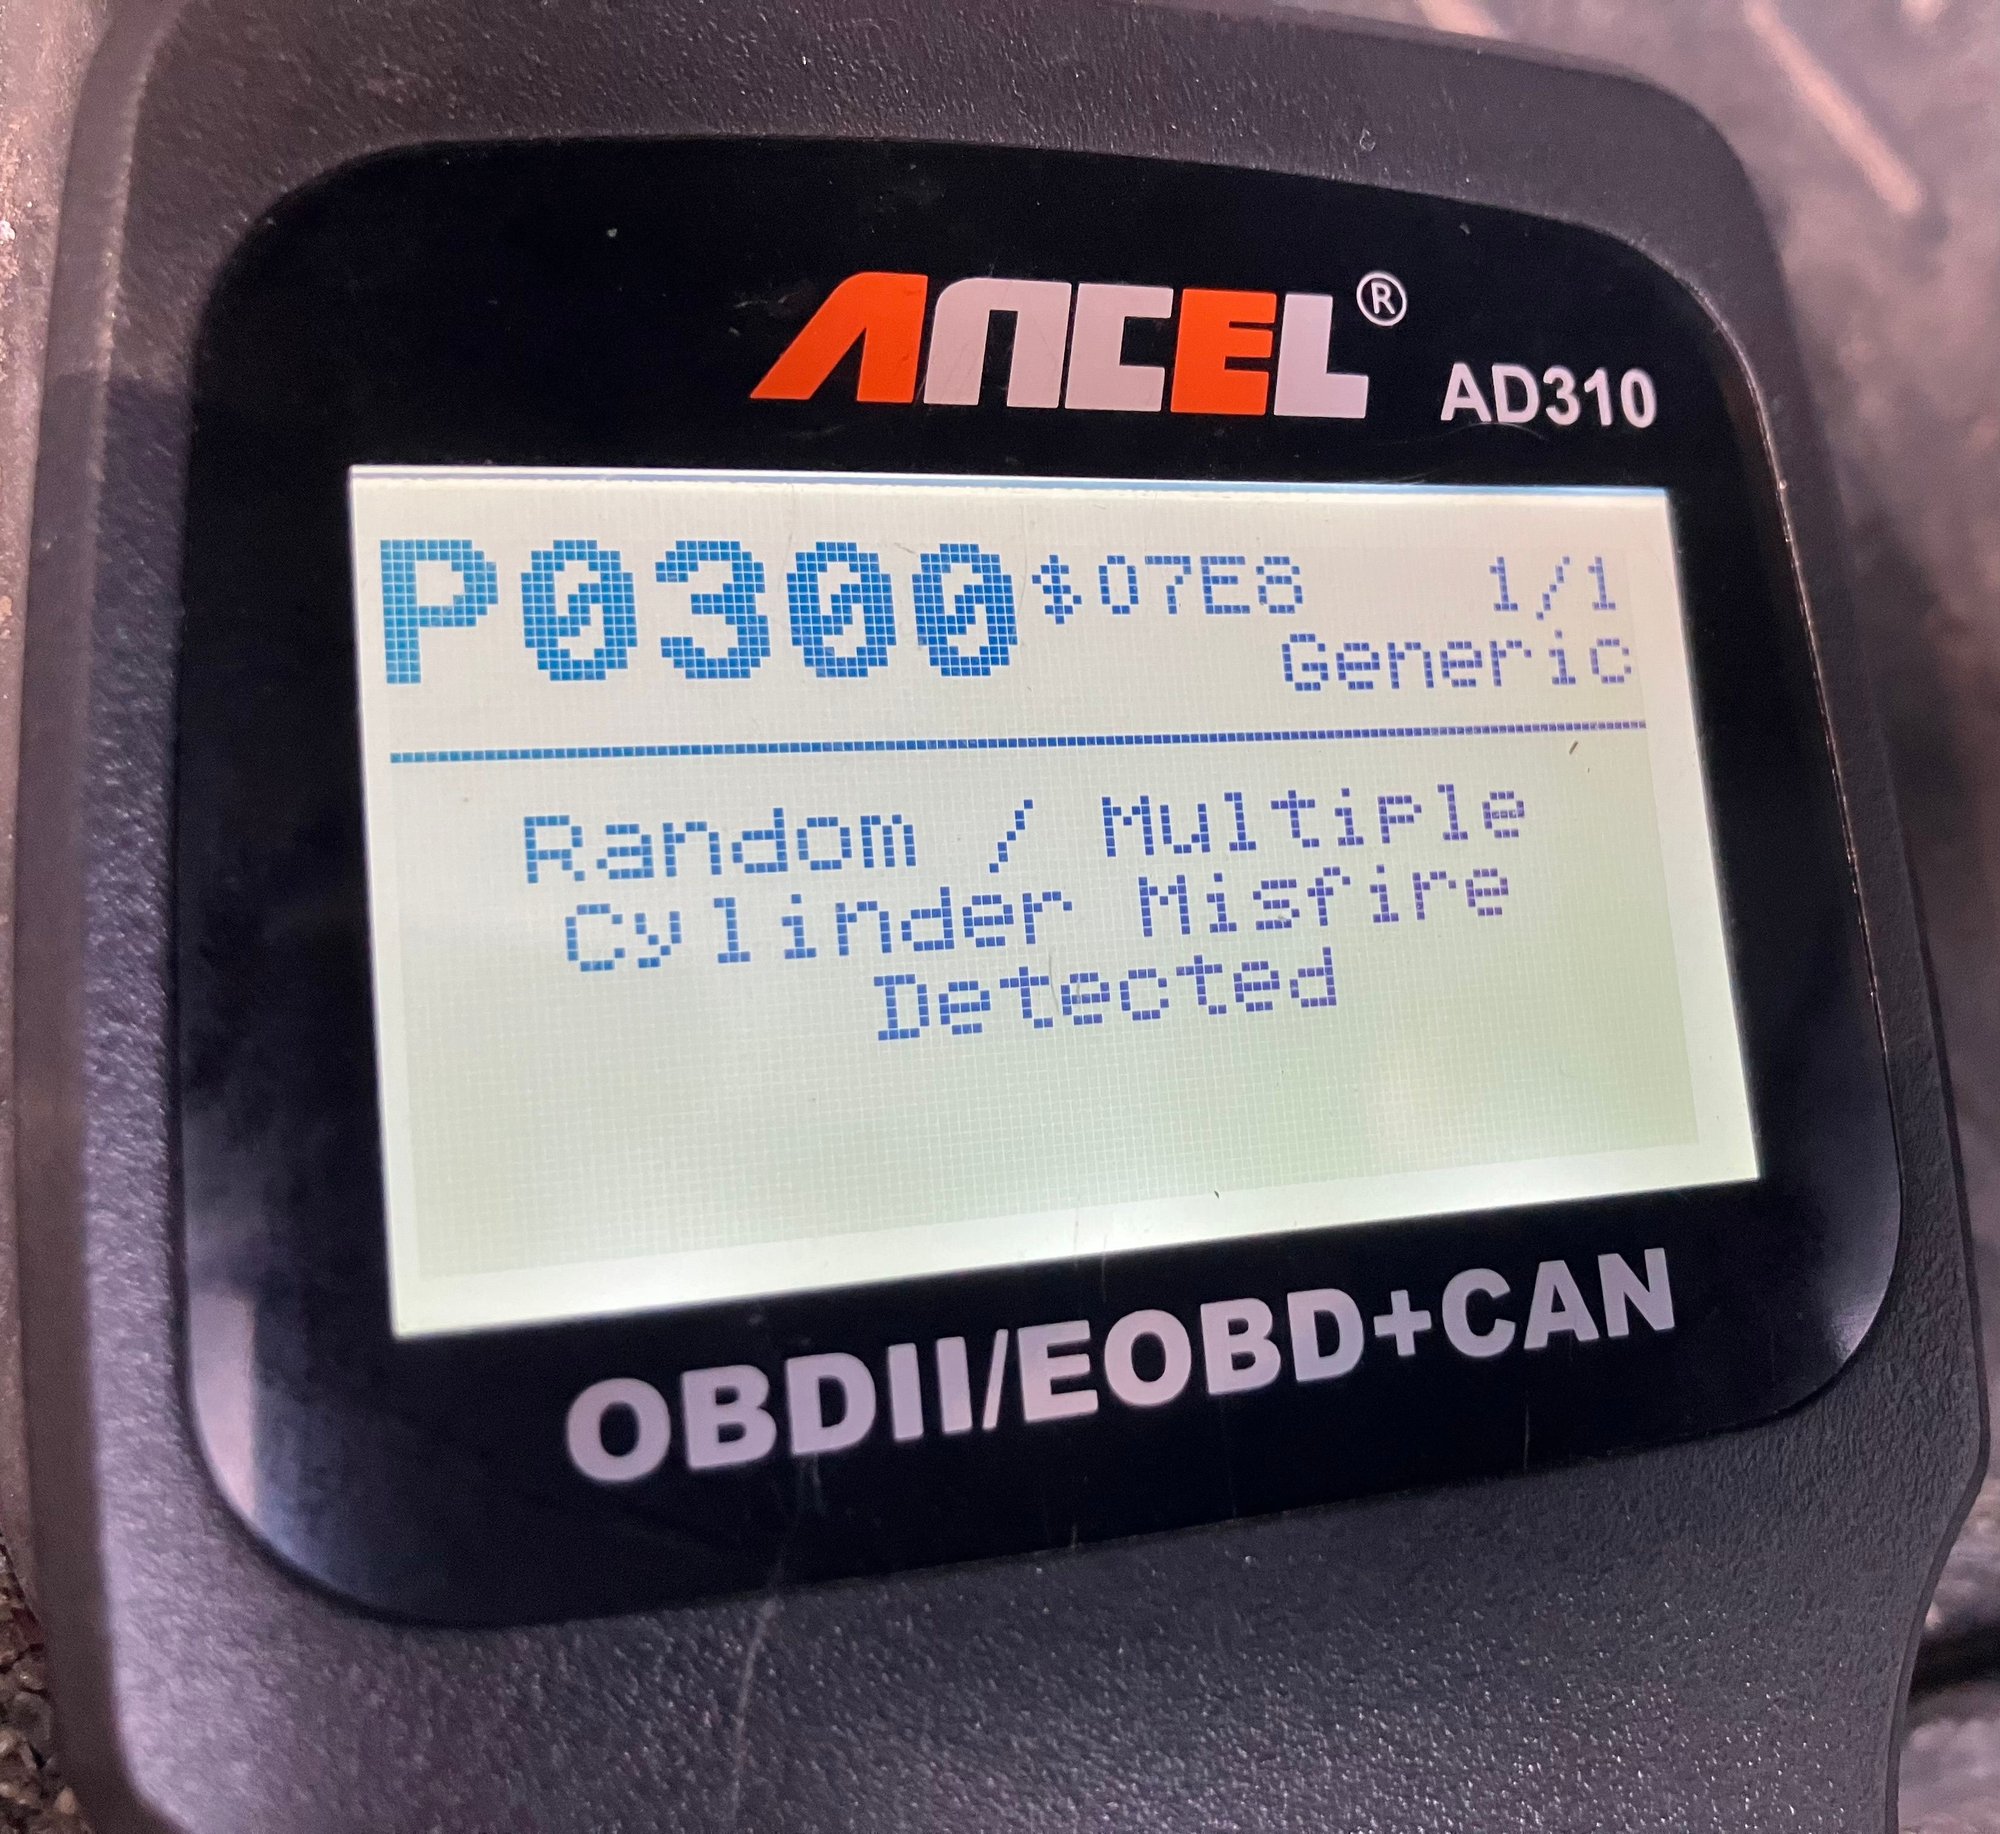 ANCEL® AD310
P0300 $07E8 1/1
Generic
Random / Multiple
Cylinder Misfire
Detected
OBDII/EOBD+CAN